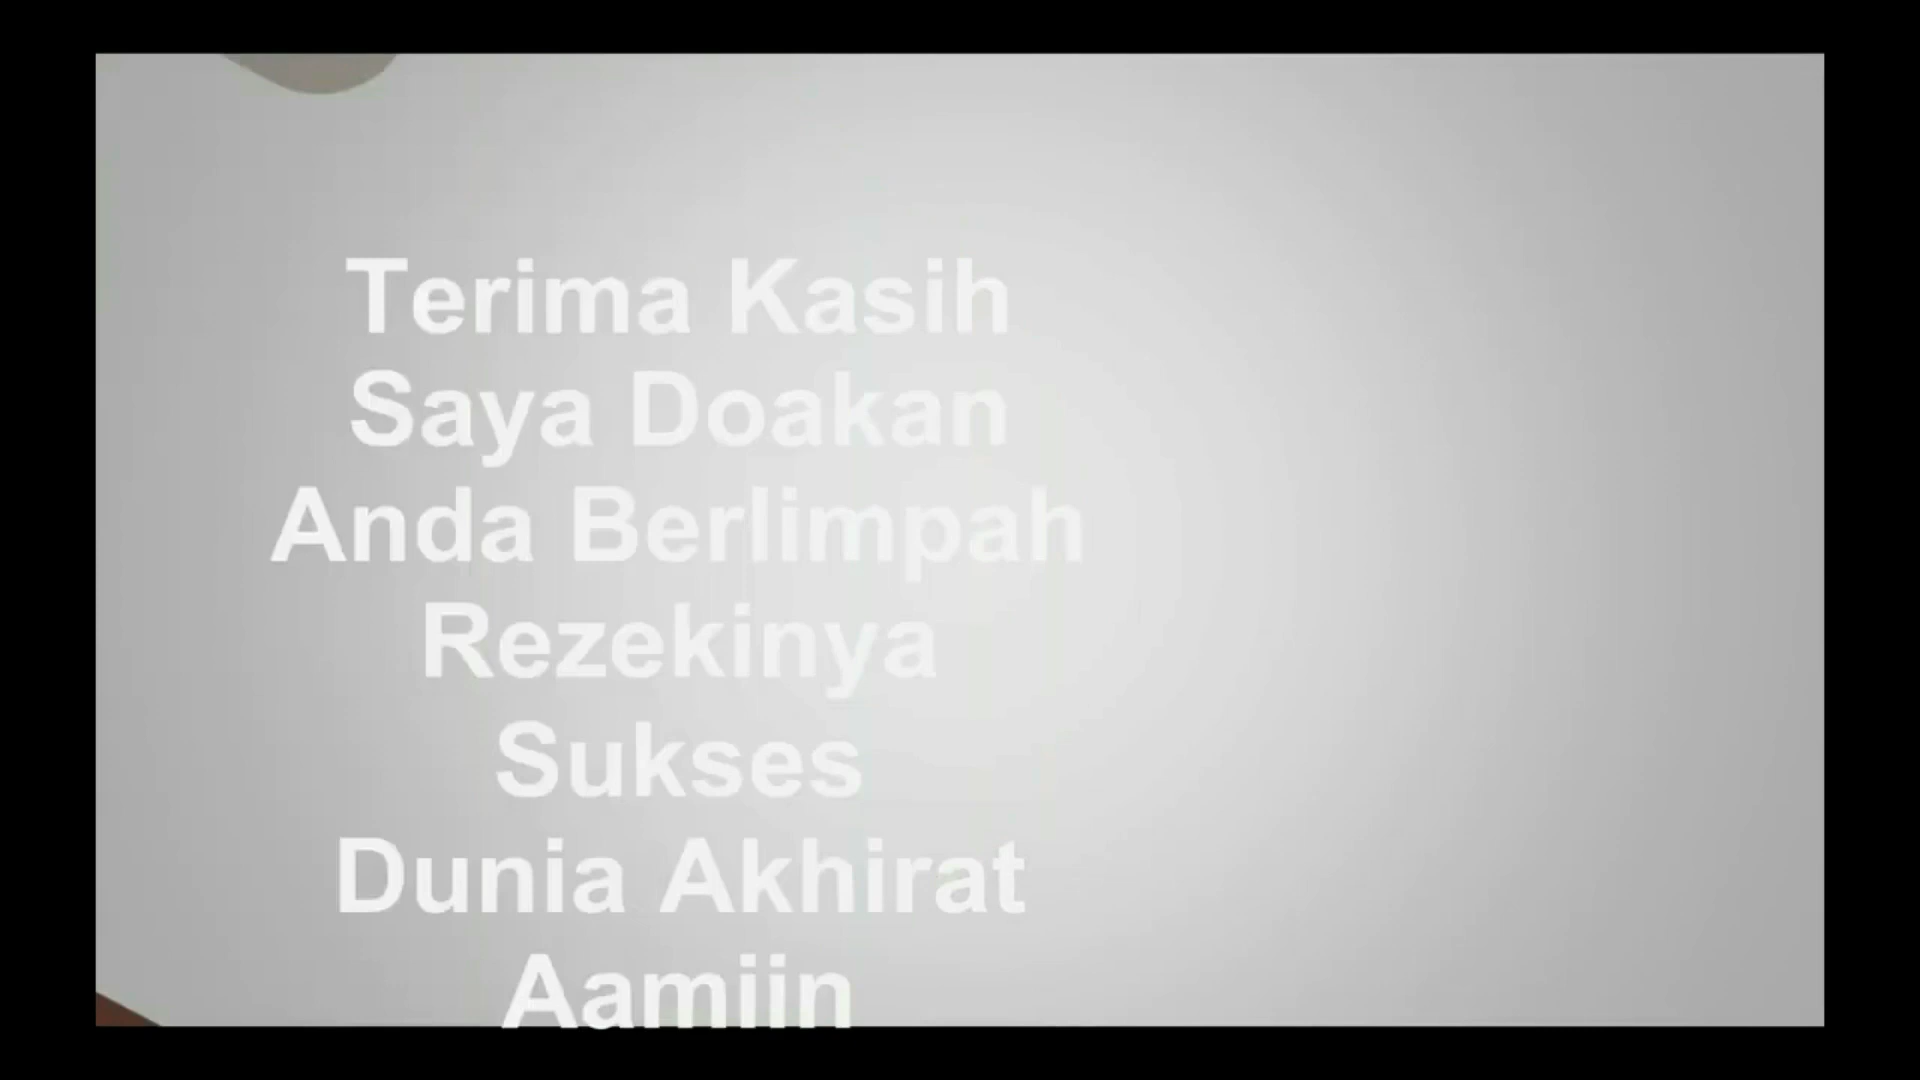 Terima Kasih
Saya Doakan
Anda Berlimpah
Rezekinya
Sukses
Dunia Akhirat
Aamiin